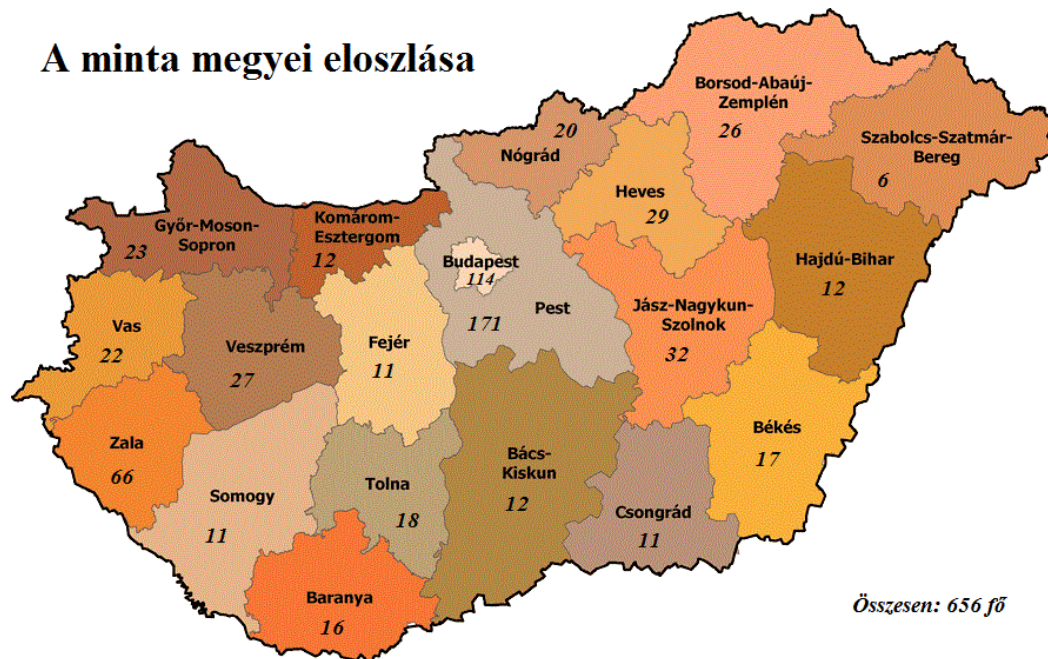 A minta megyei eloszlása
Borsod-Abaúj-
Zemplén
26
Szabolcs-Szatmár-
Bereg
6
20
Nógrád
Heves
29
Győr-Moson-
Sopron
23
Komárom-
Esztergom
12
Budapest
114
Pest
171
Hajdú-Bihar
12
Jász-Nagykun-
Szolnok
32
Vas
22
Veszprém
27
Fejér
11
Zala
66
Somogy
11
Tolna
18
Bács-
Kiskun
12
Csongrád
11
Békés
17
Baranya
16
Összesen: 656 fő